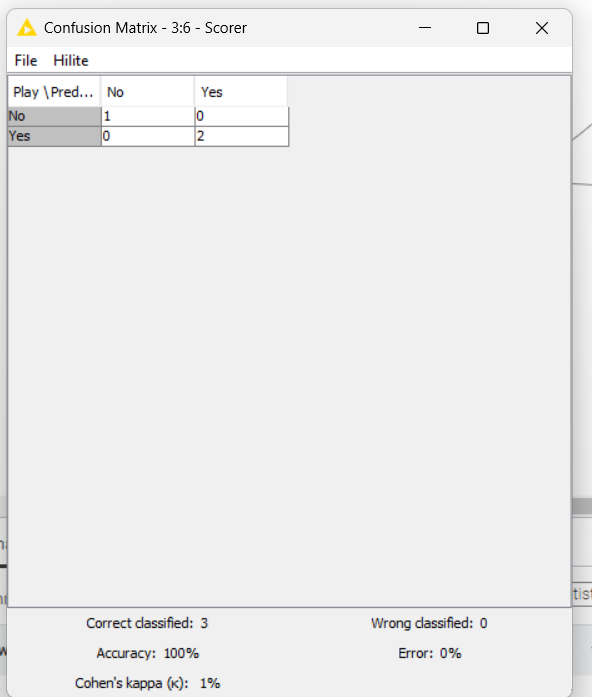 Confusion Matrix - 3:6 - Scorer
File Hilite
Play \Pred... No Yes
No 1 0
Yes 0 2
Correct classified: 3 Wrong classified: 0
Accuracy: 100% Error: 0%
Cohen's kappa (κ): 1%